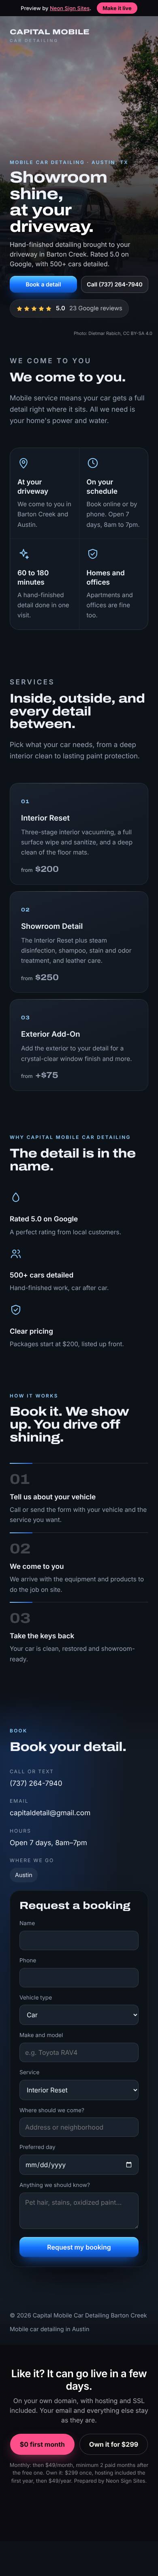 Preview by Neon Sign Sites. Make it live
CAPITAL MOBILE
CAR DETAILING
MOBILE CAR DETAILING · AUSTIN, TX
Showroom
shine,
at your
driveway.
Hand-finished detailing brought to your
driveway in Barton Creek. Rated 5.0 on
Google, with 500+ cars detailed.
Book a detail
Call (737) 264-7940
★★★★★ 5.0 23 Google reviews
Photo: Dietmar Rabich, CC BY-SA 4.0
WE COME TO YOU
We come to you.
Mobile service means your car gets a full
detail right where it sits. All we need is
your home's power and water.
At your
driveway
We come to you in
Barton Creek and
Austin.
On your
schedule
Book online or by
phone. Open 7
days, 8am to 7pm.
60 to 180
minutes
A hand-finished
detail done in one
visit.
Homes and
offices
Apartments and
offices are fine
too.
SERVICES
Inside, outside, and
every detail
between.
Pick what your car needs, from a deep
interior clean to lasting paint protection.
01
Interior Reset
Three-stage interior vacuuming, a full
surface wipe and sanitize, and a deep
clean of the floor mats.
from $200
02
Showroom Detail
The Interior Reset plus steam
disinfection, shampoo, stain and odor
treatment, and leather care.
from $250
03
Exterior Add-On
Add the exterior to your detail for a
crystal-clear window finish and more.
from +$75
WHY CAPITAL MOBILE CAR DETAILING
The detail is in the
name.
Rated 5.0 on Google
A perfect rating from local customers.
500+ cars detailed
Hand-finished work, car after car.
Clear pricing
Packages start at $200, listed up front.
HOW IT WORKS
Book it. We show
up. You drive off
shining.
01
Tell us about your vehicle
Call or send the form with your vehicle and the
service you want.
02
We come to you
We arrive with the equipment and products to
do the job on site.
03
Take the keys back
Your car is clean, restored and showroom-
ready.
BOOK
Book your detail.
CALL OR TEXT
(737) 264-7940
EMAIL
capitaldetail@gmail.com
HOURS
Open 7 days, 8am–7pm
WHERE WE GO
Austin
Request a booking
Name
Phone
Vehicle type
Car
Make and model
e.g. Toyota RAV4
Service
Interior Reset
Where should we come?
Address or neighborhood
Preferred day
mm/dd/yyyy
Anything we should know?
Pet hair, stains, oxidized paint...
Request my booking
© 2026 Capital Mobile Car Detailing Barton Creek
Mobile car detailing in Austin
Like it? It can go live in a few
days.
On your own domain, with hosting and SSL
included. Your email and everything else stay
as they are.
$0 first month
Own it for $299
Monthly: then $49/month, minimum 2 paid months after
the free one. Own it: $299 once, hosting included the
first year, then $49/year. Prepared by Neon Sign Sites.